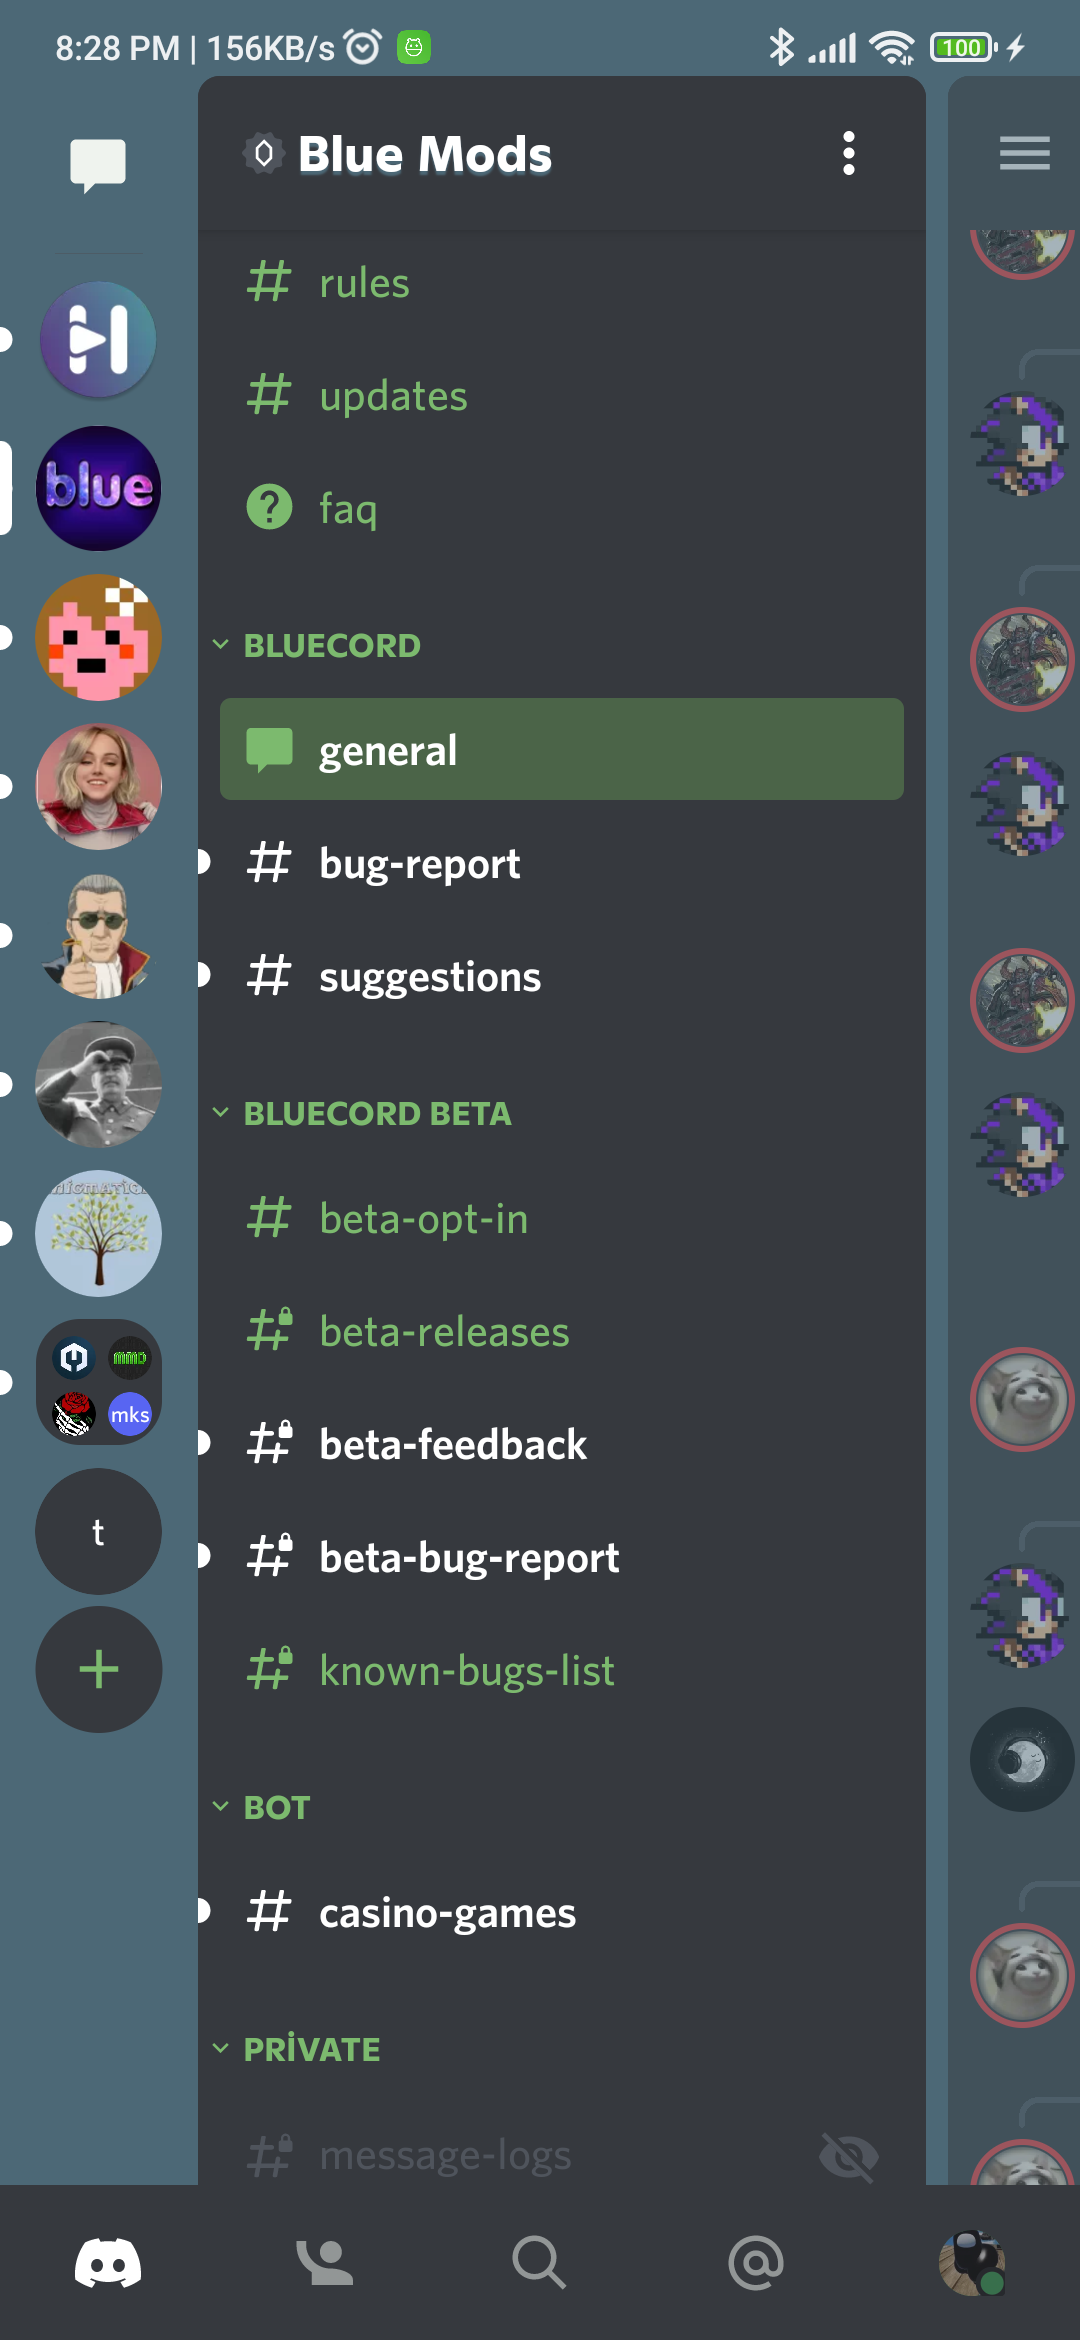 8:28 PM | 156KB/s
100
Blue Mods
rules
updates
faq
BLUECORD
general
bug-report
suggestions
BLUECORD BETA
beta-opt-in
beta-releases
beta-feedback
beta-bug-report
known-bugs-list
BOT
casino-games
PRİVATE
message-logs
blue
mmd
mks
t